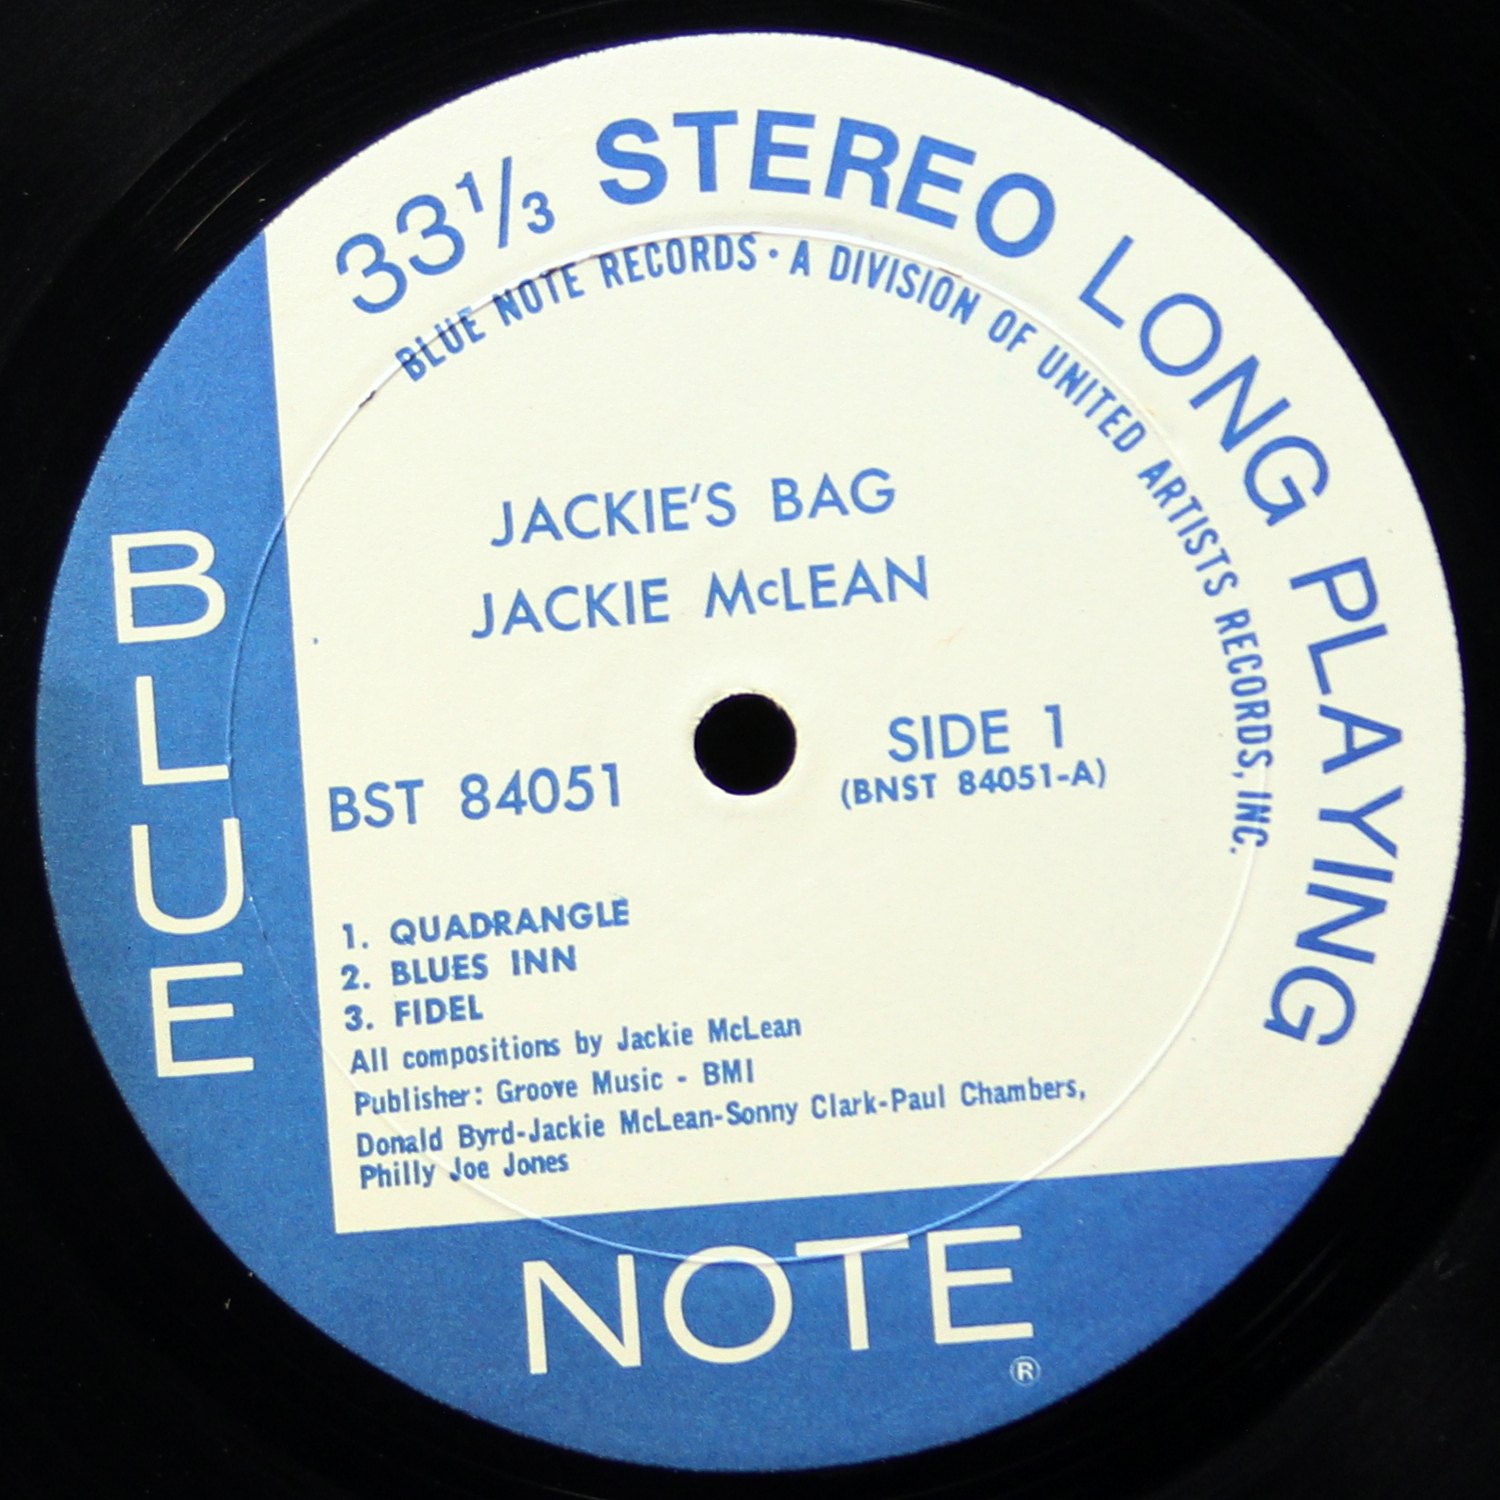 33 1/3 STEREO LONG PLAYING
BLUE NOTE RECORDS · A DIVISION OF UNITED ARTISTS RECORDS, INC.
JACKIE'S BAG
JACKIE McLEAN
SIDE 1
BST 84051
(BNST 84051-A)
1. QUADRANGLE
2. BLUES INN
3. FIDEL
All compositions by Jackie McLean
Publisher: Groove Music - BMI
Donald Byrd-Jackie McLean-Sonny Clark-Paul Chambers,
Philly Joe Jones
BLUE
NOTE
®